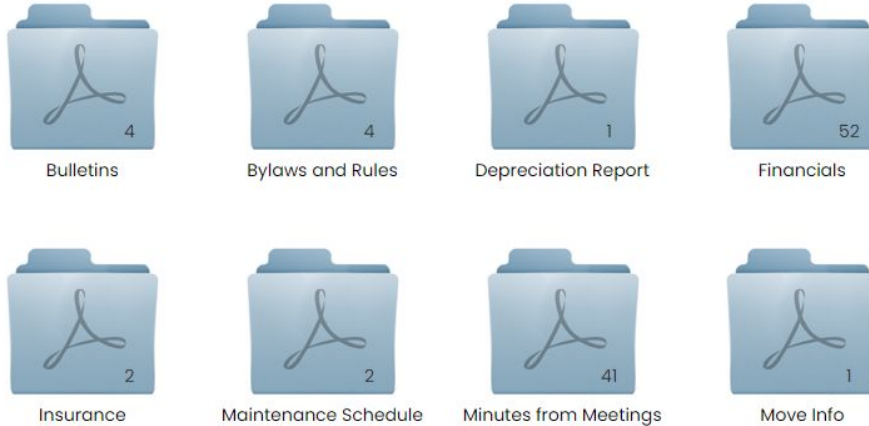 4 4 1 52
Bulletins Bylaws and Rules Depreciation Report Financials
2 2 41 1
Insurance Maintenance Schedule Minutes from Meetings Move Info